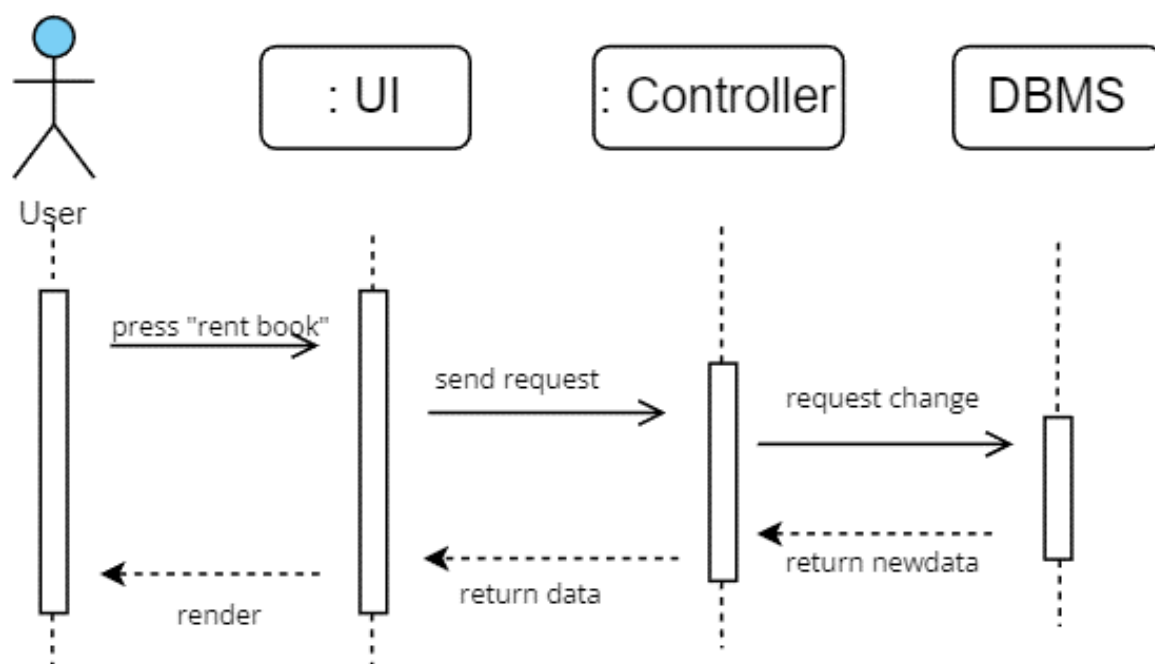 : UI
: Controller
DBMS
User
press "rent book"
send request
request change
return newdata
return data
render